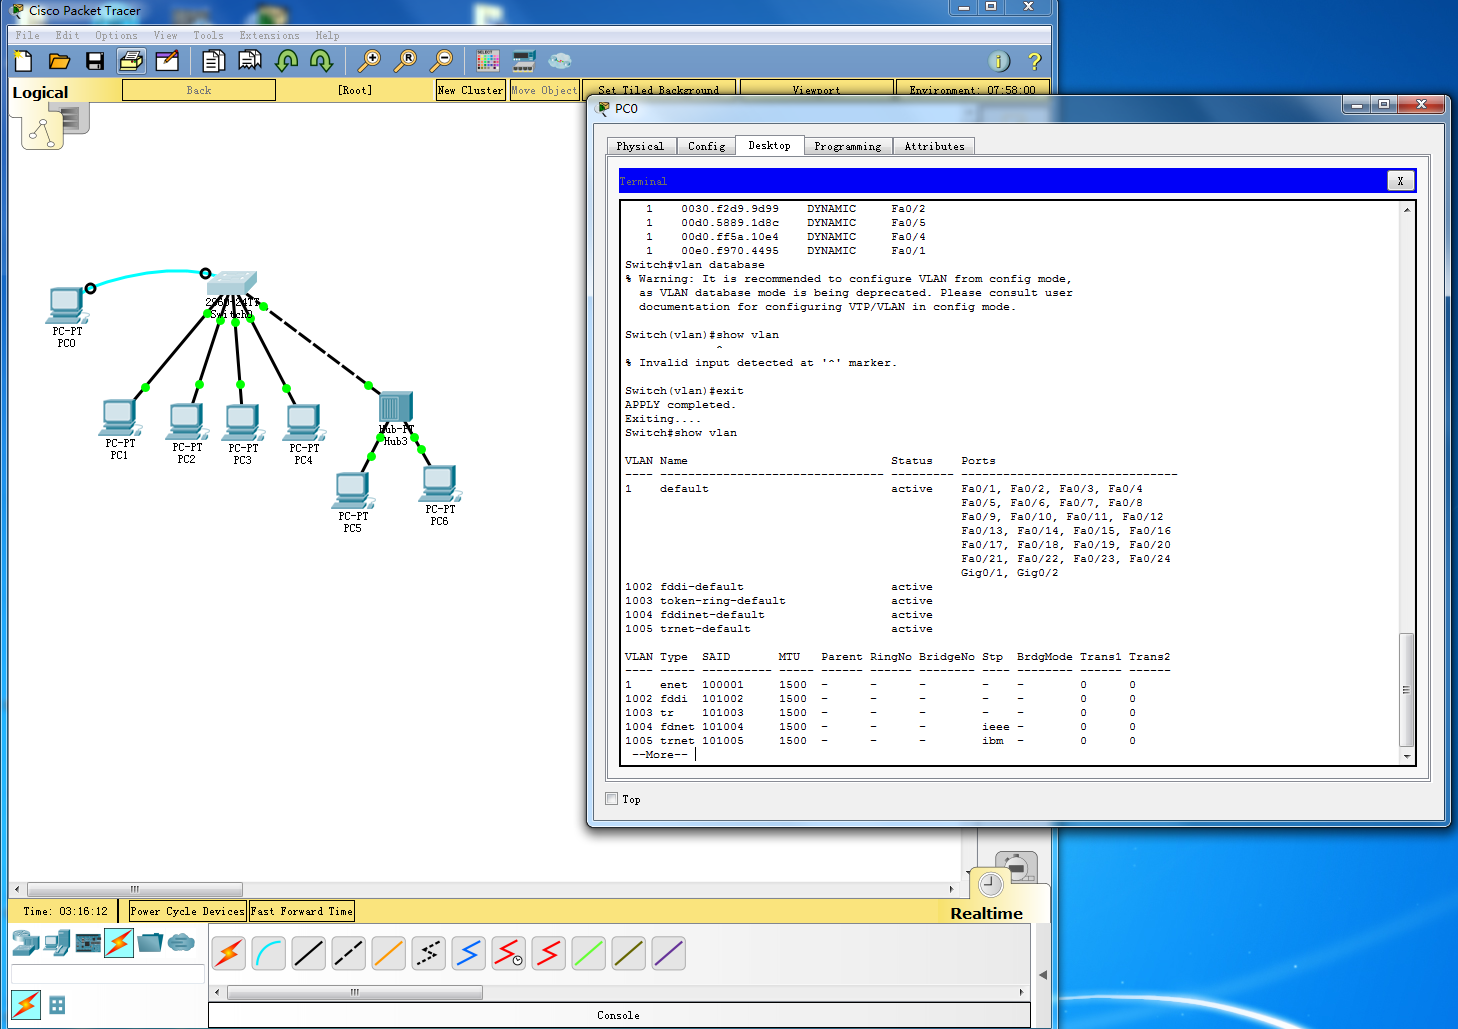 Cisco Packet Tracer
File Edit Options View Tools Extensions Help
Logical
Back
[Root]
New Cluster
Move Object
Set Tiled Background
Viewport
Environment: 07:58:00
2960-24TT
Switch0
PC-PT
PC0
PC-PT
PC1
PC-PT
PC2
PC-PT
PC3
PC-PT
PC4
Hub-PT
Hub3
PC-PT
PC5
PC-PT
PC6
PC0
Physical Config Desktop Programming Attributes
Terminal
X
1 0030.f2d9.9d99 DYNAMIC Fa0/2
1 00d0.5889.1d8c DYNAMIC Fa0/5
1 00d0.ff5a.10e4 DYNAMIC Fa0/4
1 00e0.f970.4495 DYNAMIC Fa0/1
Switch#vlan database
% Warning: It is recommended to configure VLAN from config mode,
as VLAN database mode is being deprecated. Please consult user
documentation for configuring VTP/VLAN in config mode.
Switch(vlan)#show vlan
^
% Invalid input detected at '^' marker.
Switch(vlan)#exit
APPLY completed.
Exiting....
Switch#show vlan
VLAN Name Status Ports
---- -------------------------------- --------- -------------------------------
1 default active Fa0/1, Fa0/2, Fa0/3, Fa0/4
Fa0/5, Fa0/6, Fa0/7, Fa0/8
Fa0/9, Fa0/10, Fa0/11, Fa0/12
Fa0/13, Fa0/14, Fa0/15, Fa0/16
Fa0/17, Fa0/18, Fa0/19, Fa0/20
Fa0/21, Fa0/22, Fa0/23, Fa0/24
Gig0/1, Gig0/2
1002 fddi-default active
1003 token-ring-default active
1004 fddinet-default active
1005 trnet-default active
VLAN Type SAID MTU Parent RingNo BridgeNo Stp BrdgMode Trans1 Trans2
---- ----- ---------- ----- ------ ------ -------- ---- -------- ------ ------
1 enet 100001 1500 - - - - - 0 0
1002 fddi 101002 1500 - - - - - 0 0
1003 tr 101003 1500 - - - - - 0 0
1004 fdnet 101004 1500 - - - ieee - 0 0
1005 trnet 101005 1500 - - - ibm - 0 0
--More--
Top
Time: 03:16:12
Power Cycle Devices
Fast Forward Time
Realtime
Console